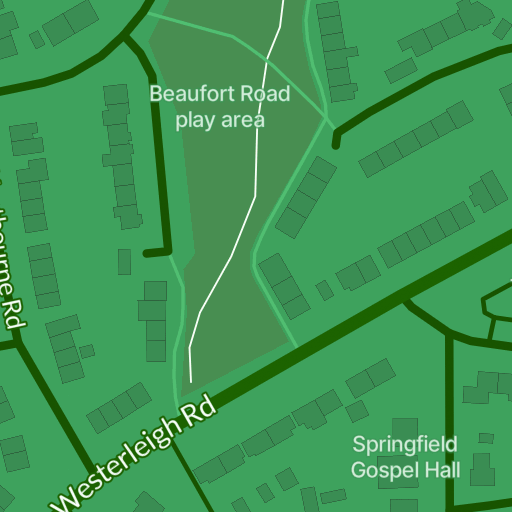 Beaufort Road
play area
Westerleigh Rd
Springfield
Gospel Hall